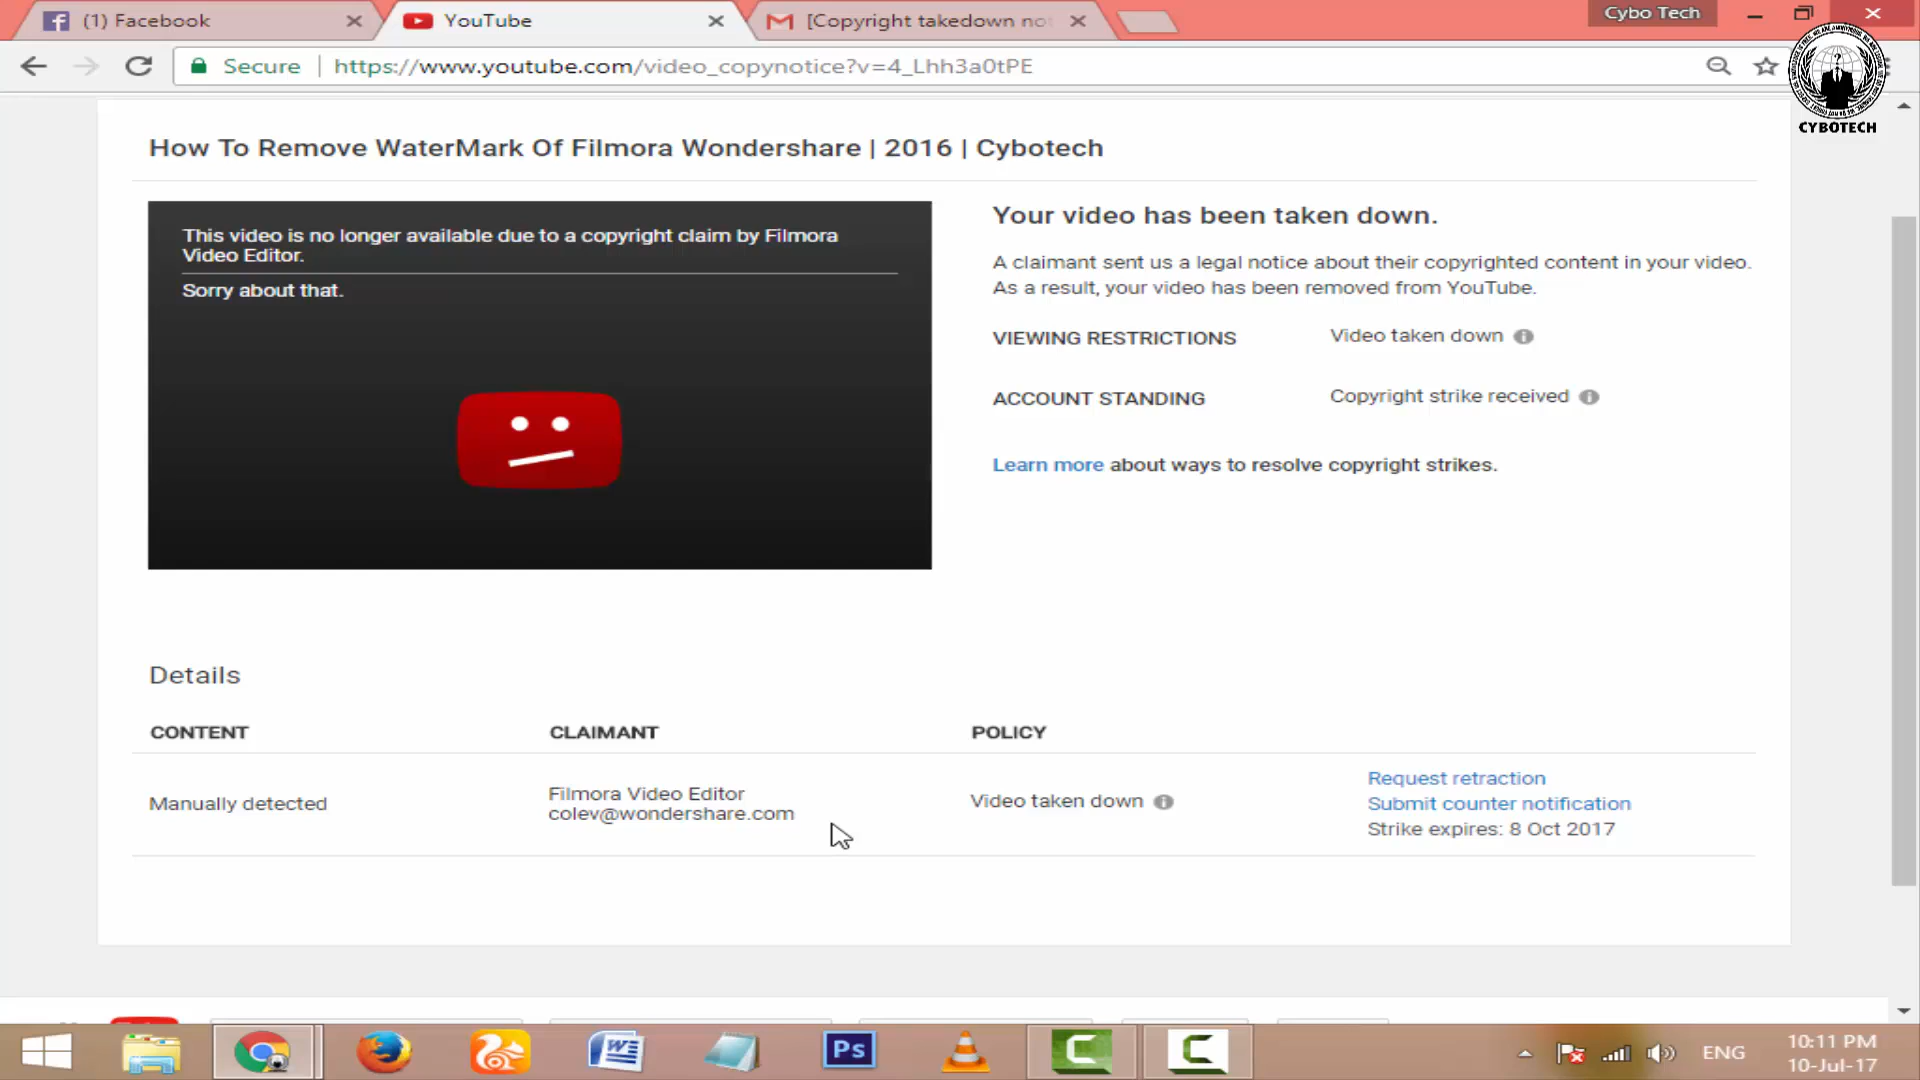 (1) Facebook
YouTube
[Copyright takedown no
Cybo Tech
Secure
https://www.youtube.com/video_copynotice?v=4_Lhh3a0tPE
CYBOTECH
How To Remove WaterMark Of Filmora Wondershare | 2016 | Cybotech
This video is no longer available due to a copyright claim by Filmora
Video Editor.
Sorry about that.
Your video has been taken down.
A claimant sent us a legal notice about their copyrighted content in your video.
As a result, your video has been removed from YouTube.
VIEWING RESTRICTIONS
Video taken down
ACCOUNT STANDING
Copyright strike received
Learn more about ways to resolve copyright strikes.
Details
CONTENT
CLAIMANT
POLICY
Manually detected
Filmora Video Editor
colev@wondershare.com
Video taken down
Request retraction
Submit counter notification
Strike expires: 8 Oct 2017
Ps
ENG
10:11 PM
10-Jul-17